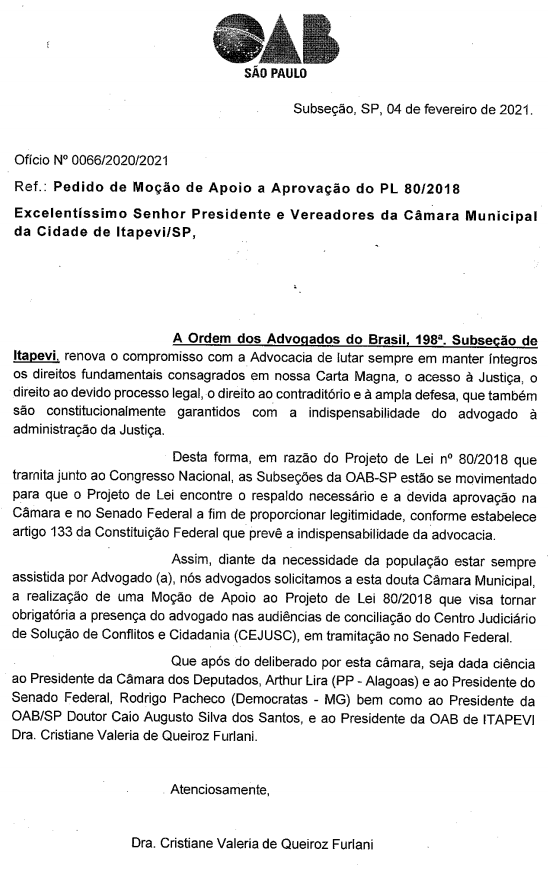 OAB
SÃO PAULO
Subseção, SP, 04 de fevereiro de 2021.
Ofício Nº 0066/2020/2021
Ref.: Pedido de Moção de Apoio a Aprovação do PL 80/2018
Excelentíssimo Senhor Presidente e Vereadores da Câmara Municipal
da Cidade de Itapevi/SP,
A Ordem dos Advogados do Brasil, 198ª. Subseção de
Itapevi, renova o compromisso com a Advocacia de lutar sempre em manter íntegros
os direitos fundamentais consagrados em nossa Carta Magna, o acesso à Justiça, o
direito ao devido processo legal, o direito ao contraditório e à ampla defesa, que também
são constitucionalmente garantidos com a indispensabilidade do advogado à
administração da Justiça.
Desta forma, em razão do Projeto de Lei nº 80/2018 que
tramita junto ao Congresso Nacional, as Subseções da OAB-SP estão se movimentado
para que o Projeto de Lei encontre o respaldo necessário e a devida aprovação na
Câmara e no Senado Federal a fim de proporcionar legitimidade, conforme estabelece
artigo 133 da Constituição Federal que prevê a indispensabilidade da advocacia.
Assim, diante da necessidade da população estar sempre
assistida por Advogado (a), nós advogados solicitamos a esta douta Câmara Municipal,
a realização de uma Moção de Apoio ao Projeto de Lei 80/2018 que visa tornar
obrigatória a presença do advogado nas audiências de conciliação do Centro Judiciário
de Solução de Conflitos e Cidadania (CEJUSC), em tramitação no Senado Federal.
Que após do deliberado por esta câmara, seja dada ciência
ao Presidente da Câmara dos Deputados, Arthur Lira (PP - Alagoas) e ao Presidente do
Senado Federal, Rodrigo Pacheco (Democratas - MG) bem como ao Presidente da
OAB/SP Doutor Caio Augusto Silva dos Santos, e ao Presidente da OAB de ITAPEVI
Dra. Cristiane Valeria de Queiroz Furlani.
Atenciosamente,
Dra. Cristiane Valeria de Queiroz Furlani